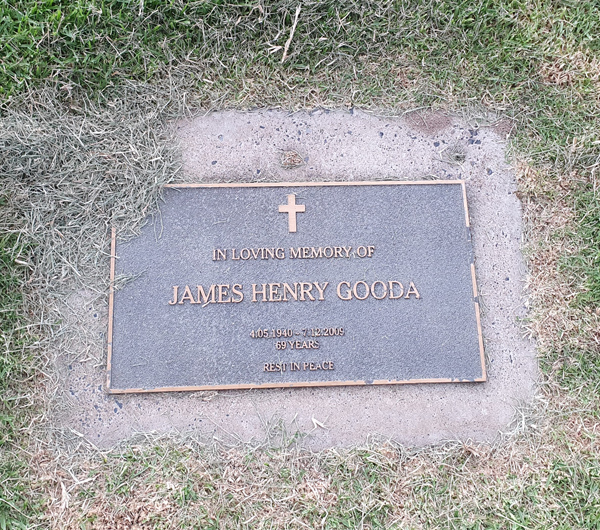 IN LOVING MEMORY OF
JAMES HENRY GOODA
4.05.1940 ~ 7.12.2009
69 YEARS
REST IN PEACE